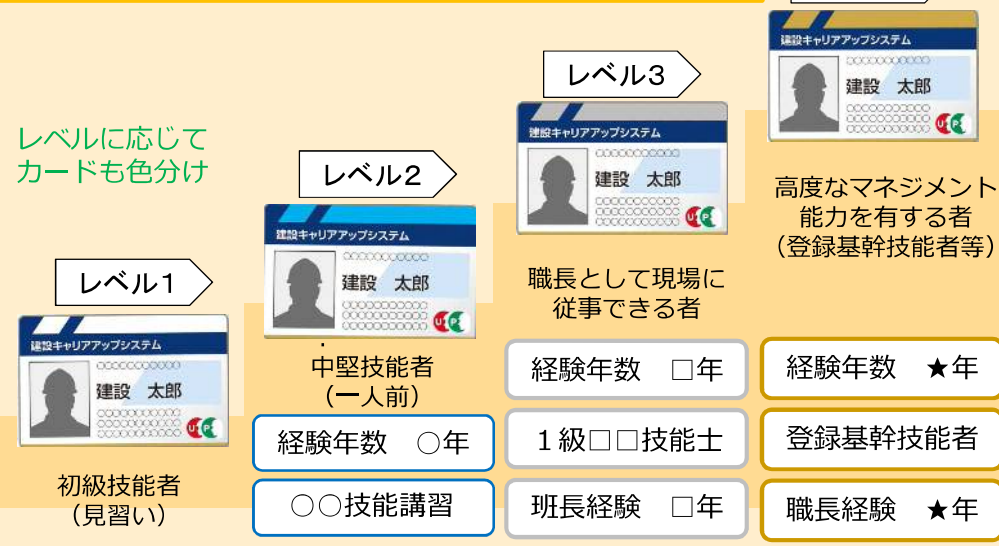 レベルに応じて
カードも色分け
レベル1
建設キャリアアップシステム
○○○○○○○○○○○
建設 太郎
○○○○○○○○○○○
○○○○○○○○○○○
初級技能者
（見習い）
レベル2
建設キャリアアップシステム
○○○○○○○○○○○
建設 太郎
○○○○○○○○○○○
○○○○○○○○○○○
中堅技能者
（一人前）
経験年数 ○年
○○技能講習
レベル3
建設キャリアアップシステム
○○○○○○○○○○○
建設 太郎
○○○○○○○○○○○
○○○○○○○○○○○
職長として現場に
従事できる者
経験年数 □年
１級□□技能士
班長経験 □年
建設キャリアアップシステム
○○○○○○○○○○○
建設 太郎
○○○○○○○○○○○
○○○○○○○○○○○
高度なマネジメント
能力を有する者
（登録基幹技能者等）
経験年数 ★年
登録基幹技能者
職長経験 ★年